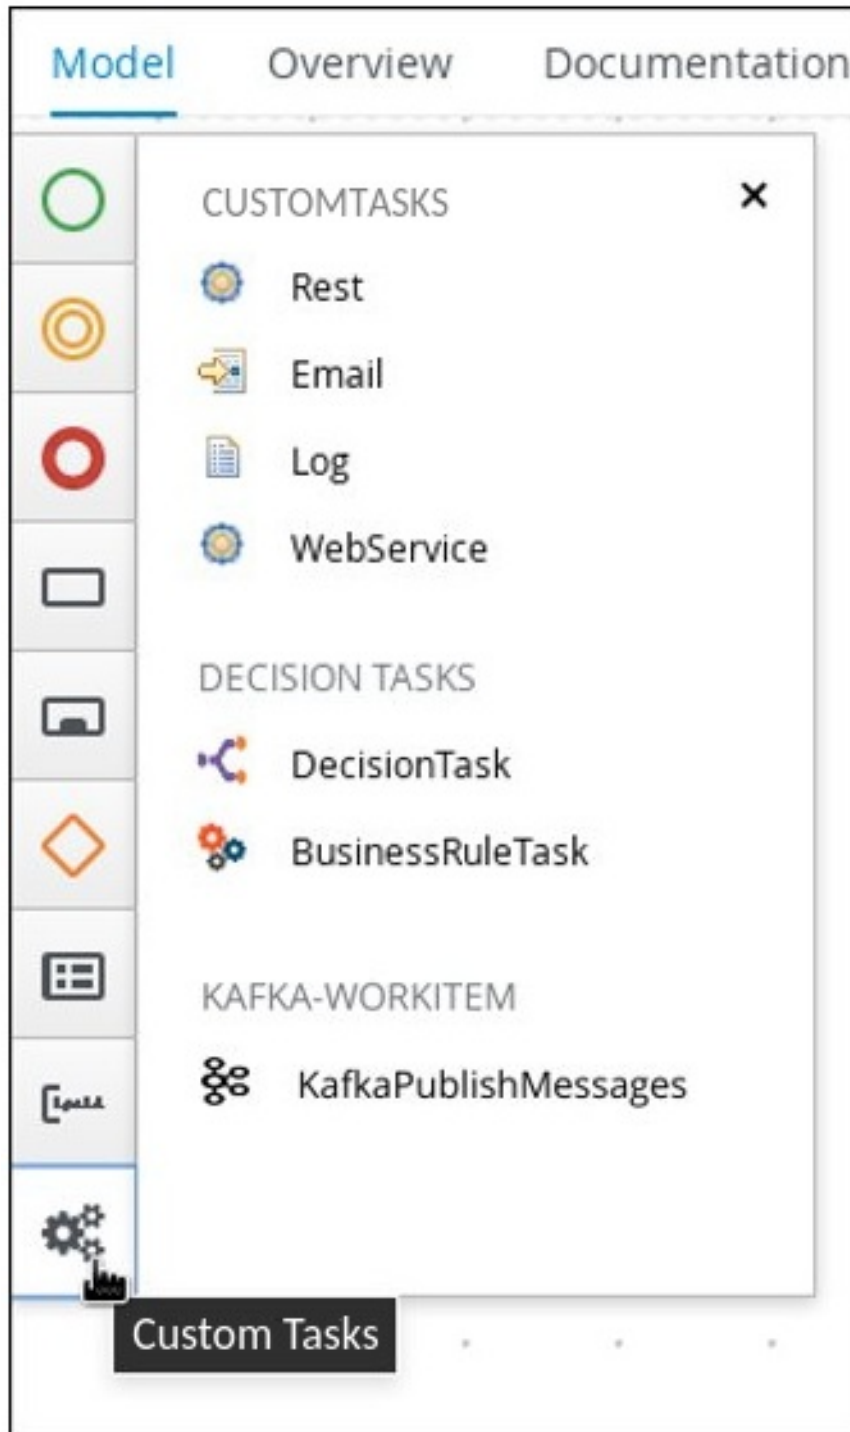 Model Overview Documentation
CUSTOMTASKS
Rest
Email
Log
WebService
DECISION TASKS
DecisionTask
BusinessRuleTask
KAFKA-WORKITEM
KafkaPublishMessages
Custom Tasks